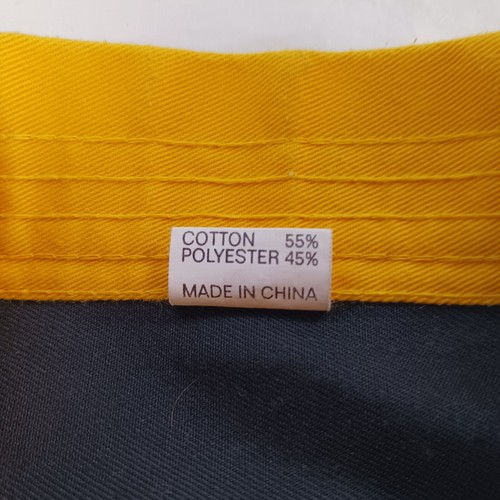 COTTON 55%
POLYESTER 45%
MADE IN CHINA